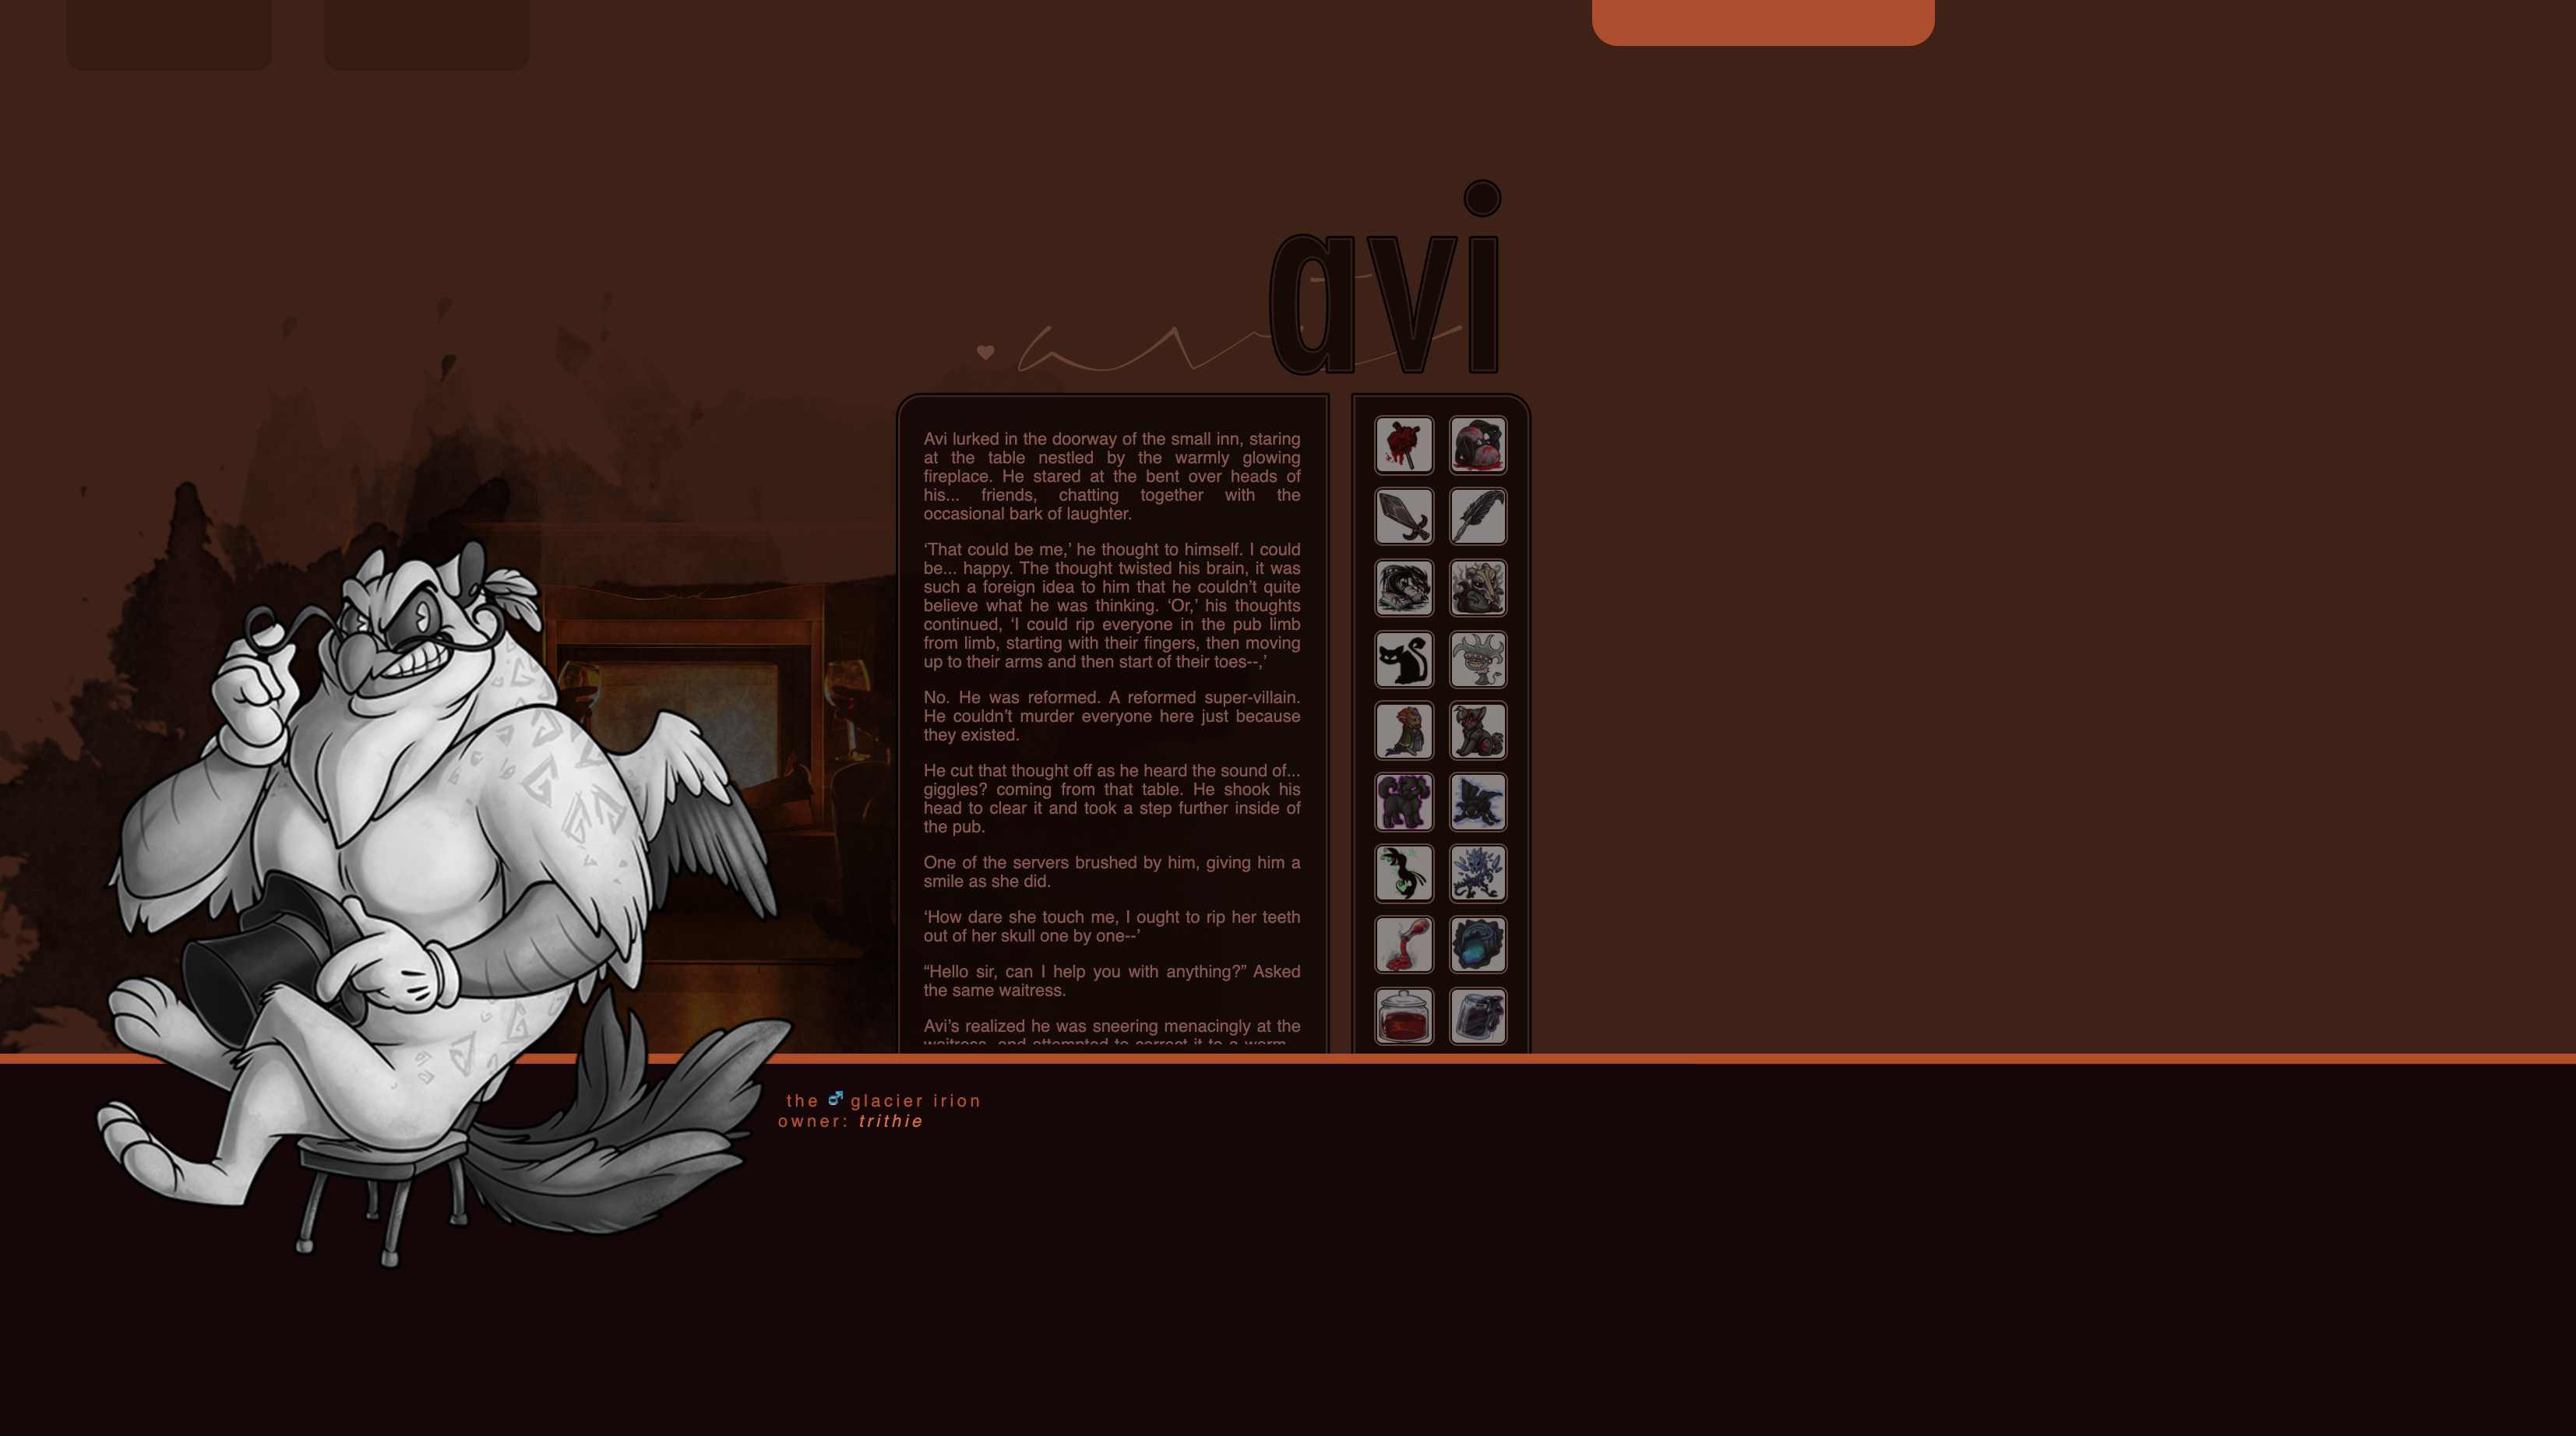 avi
avi
Avi lurked in the doorway of the small inn, staring
at the table nestled by the warmly glowing
fireplace. He stared at the bent over heads of
his... friends, chatting together with the
occasional bark of laughter.
‘That could be me,’ he thought to himself. I could
be... happy. The thought twisted his brain, it was
such a foreign idea to him that he couldn’t quite
believe what he was thinking. ‘Or,’ his thoughts
continued, ‘I could rip everyone in the pub limb
from limb, starting with their fingers, then moving
up to their arms and then start of their toes--,’
No. He was reformed. A reformed super-villain.
He couldn’t murder everyone here just because
they existed.
He cut that thought off as he heard the sound of...
giggles? coming from that table. He shook his
head to clear it and took a step further inside of
the pub.
One of the servers brushed by him, giving him a
smile as she did.
‘How dare she touch me, I ought to rip her teeth
out of her skull one by one--’
“Hello sir, can I help you with anything?” Asked
the same waitress.
Avi’s realized he was sneering menacingly at the
waitress, and attempted to correct it to a warm...
the ♂ glacier irion
owner: trithie